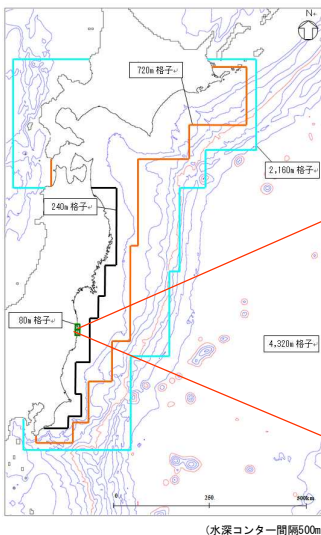 N
720m 格子
2,160m 格子
240m 格子
80m 格子
4,320m 格子
0. 250. 500km
(水深コンター間隔500m